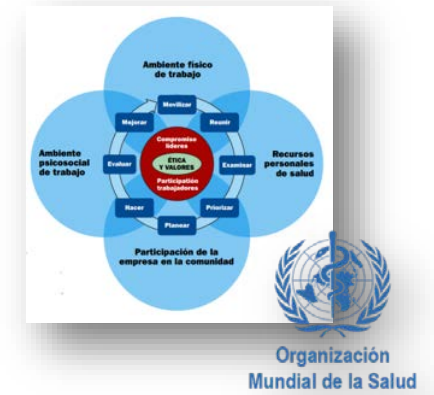 Ambiente físico
de trabajo
Movilizar
Mejorar
Reunir
Compromiso
líderes
Ambiente
psicosocial
de trabajo
Evaluar
ÉTICA
Y VALORES
Examinar
Recursos
personales
de salud
Participatión
trabajadores
Hacer
Priorizar
Planear
Participación de la
empresa en la comunidad
Organización
Mundial de la Salud